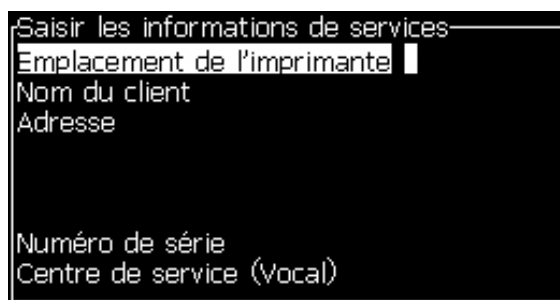 Saisir les informations de services
Emplacement de l'imprimante
Nom du client
Adresse
Numéro de série
Centre de service (Vocal)